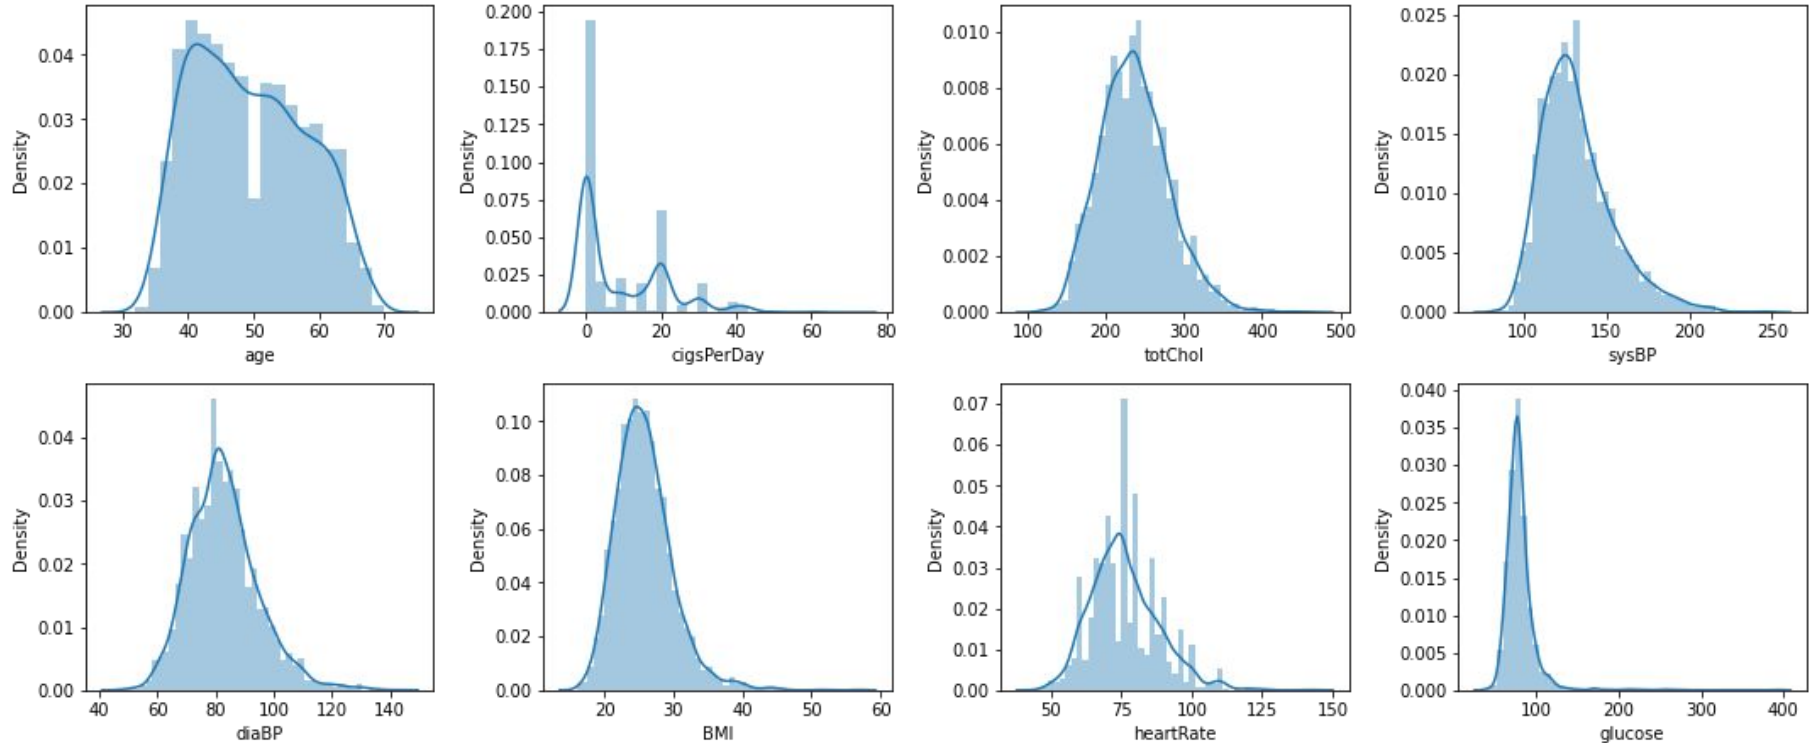 Density
0.04
0.03
0.02
0.01
0.00
30 40 50 60 70
age
Density
0.200
0.175
0.150
0.125
0.100
0.075
0.050
0.025
0.000
0 20 40 60 80
cigsPerDay
Density
0.010
0.008
0.006
0.004
0.002
0.000
100 200 300 400 500
totChol
Density
0.025
0.020
0.015
0.010
0.005
0.000
100 150 200 250
sysBP
Density
0.04
0.03
0.02
0.01
0.00
40 60 80 100 120 140
diaBP
Density
0.10
0.08
0.06
0.04
0.02
0.00
20 30 40 50 60
BMI
Density
0.07
0.06
0.05
0.04
0.03
0.02
0.01
0.00
50 75 100 125 150
heartRate
Density
0.040
0.035
0.030
0.025
0.020
0.015
0.010
0.005
0.000
100 200 300 400
glucose